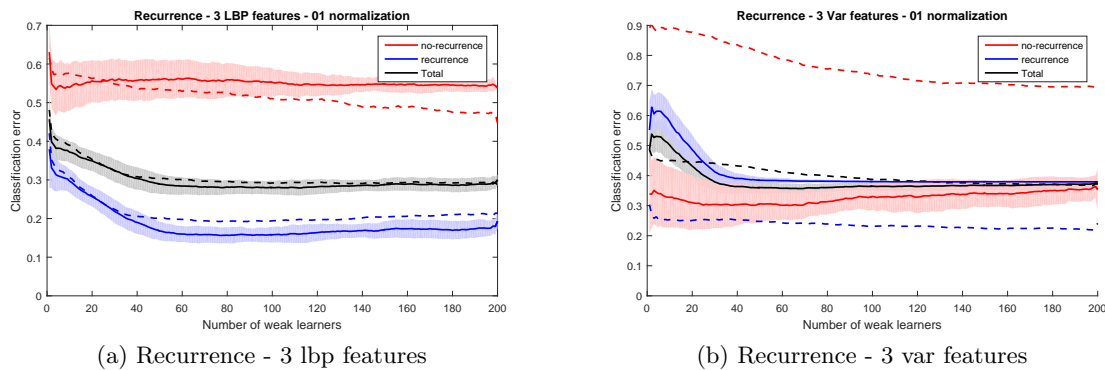 Recurrence - 3 LBP features - 01 normalization
0.7
0.6
0.5
0.4
0.3
0.2
0.1
0
Classification error
no-recurrence
recurrence
Total
0 20 40 60 80 100 120 140 160 180 200
Number of weak learners
(a) Recurrence - 3 lbp features
Recurrence - 3 Var features - 01 normalization
0.9
0.8
0.7
0.6
0.5
0.4
0.3
0.2
0.1
0
Classification error
no-recurrence
recurrence
Total
0 20 40 60 80 100 120 140 160 180 200
Number of weak learners
(b) Recurrence - 3 var features